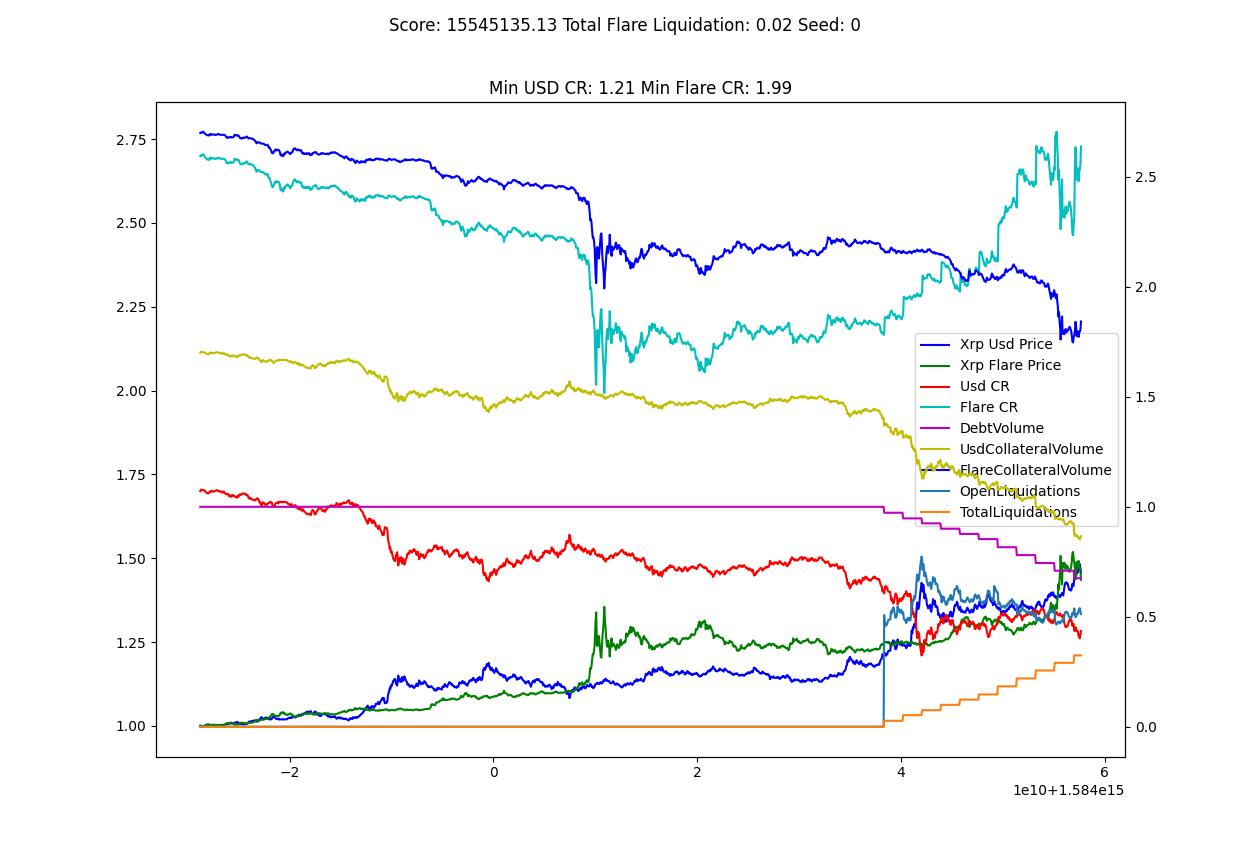 Score: 15545135.13 Total Flare Liquidation: 0.02 Seed: 0
Min USD CR: 1.21 Min Flare CR: 1.99
2.75
2.50
2.25
2.00
1.75
1.50
1.25
1.00
2.5
2.0
1.5
1.0
0.5
0.0
Xrp Usd Price
Xrp Flare Price
Usd CR
Flare CR
DebtVolume
UsdCollateralVolume
FlareCollateralVolume
OpenLiquidations
TotalLiquidations
−2 0 2 4 6
1e10+1.584e15